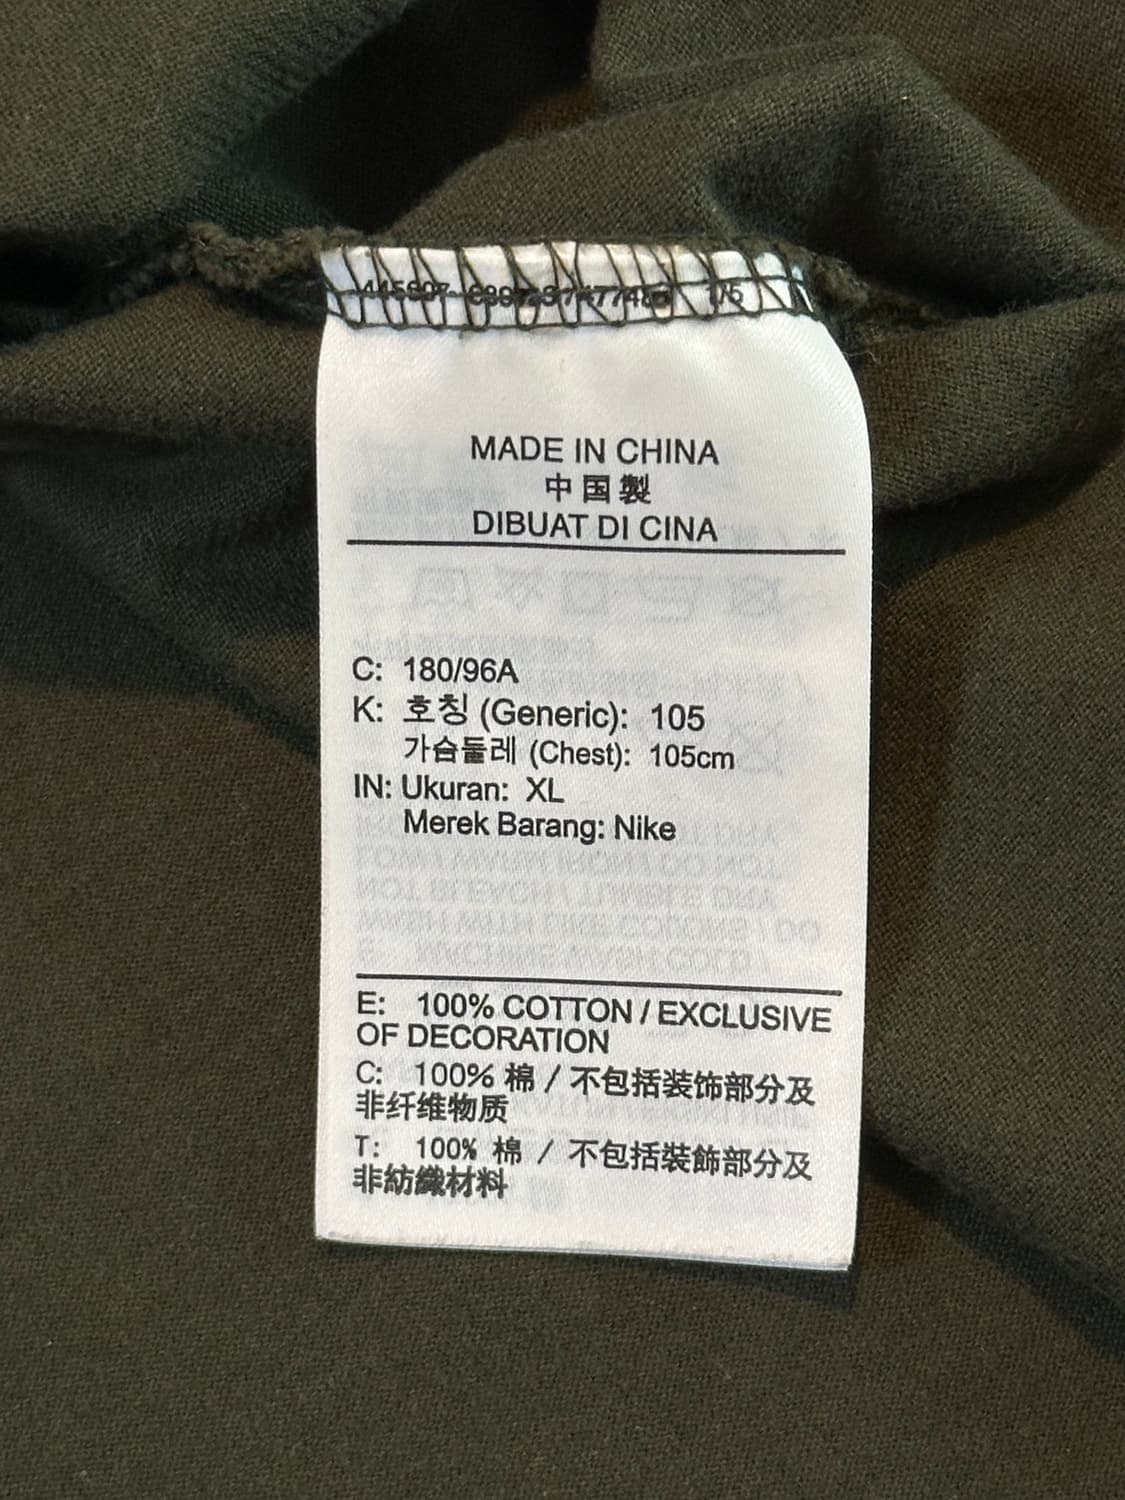 MADE IN CHINA
中国製
DIBUAT DI CINA
C: 180/96A
K: 호칭 (Generic): 105
가슴둘레 (Chest): 105cm
IN: Ukuran: XL
Merek Barang: Nike
E: 100% COTTON / EXCLUSIVE
OF DECORATION
C: 100% 棉 / 不包括装饰部分及
非纤维物质
T: 100% 棉 / 不包括裝飾部分及
非紡織材料